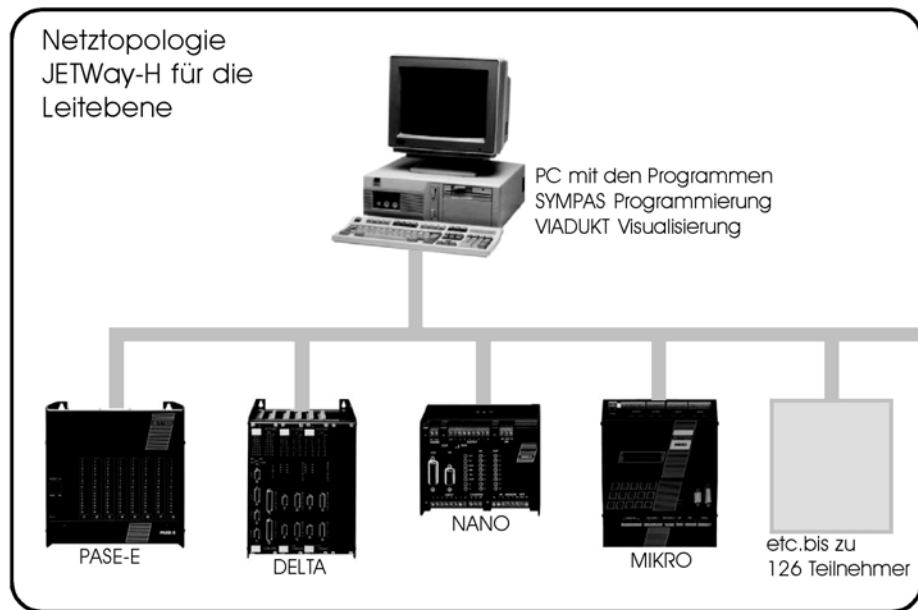 Netztopologie
JETWay-H für die
Leitebene
PC mit den Programmen
SYMPAS Programmierung
VIADUKT Visualisierung
PASE-E
PASE-E
DELTA
NANO
MIKRO
etc.bis zu
126 Teilnehmer